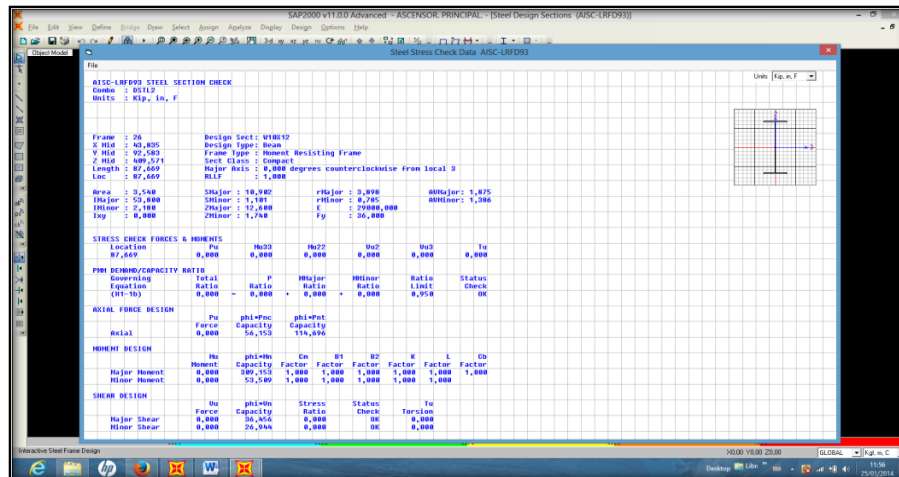 SAP2000 v11.0.0 Advanced - ASCENSOR. PRINCIPAL. - [Steel Design Sections (AISC-LRFD93)]
File Edit View Define Bridge Draw Select Assign Analyze Display Design Options Help
Object Model
Steel Stress Check Data AISC-LRFD93
File
Units Kip, in, F
AISC-LRFD93 STEEL SECTION CHECK
Combo : DSTL2
Units : Kip, in, F
Frame : 26 Design Sect: W10X12
X Mid : 43,835 Design Type: Beam
Y Mid : 92,583 Frame Type : Moment Resisting Frame
Z Mid : 409,571 Sect Class : Compact
Length : 87,669 Major Axis : 0,000 degrees counterclockwise from local 3
Loc : 87,669 RLLF : 1,000
Area : 3,540 SMajor : 10,902 rMajor : 3,898 AVMajor: 1,875
IMajor : 53,800 SMinor : 1,101 rMinor : 0,785 AVMinor: 1,386
IMinor : 2,180 ZMajor : 12,600 E : 29000,000
Ixy : 0,000 ZMinor : 1,740 Fy : 36,000
STRESS CHECK FORCES & MOMENTS
Location Pu Mu33 Mu22 Vu2 Vu3 Tu
87,669 0,000 0,000 0,000 0,000 0,000 0,000
PMM DEMAND/CAPACITY RATIO
Governing Total P MMajor MMinor Ratio Status
Equation Ratio Ratio Ratio Ratio Limit Check
(H1-1b) 0,000 = 0,000 + 0,000 + 0,000 0,950 OK
AXIAL FORCE DESIGN
Pu phi*Pnc phi*Pnt
Force Capacity Capacity
Axial 0,000 56,153 114,696
MOMENT DESIGN
Mu phi*Mn Cm B1 B2 K L Cb
Moment Capacity Factor Factor Factor Factor Factor Factor
Major Moment 0,000 309,153 1,000 1,000 1,000 1,000 1,000 1,000
Minor Moment 0,000 53,509 1,000 1,000 1,000 1,000 1,000
SHEAR DESIGN
Vu phi*Vn Stress Status Tu
Force Capacity Ratio Check Torsion
Major Shear 0,000 36,456 0,000 OK 0,000
Minor Shear 0,000 26,944 0,000 OK 0,000
Interactive Steel Frame Design
X0,00 Y0,00 Z0,00
GLOBAL
Kgf, m, C
Desktop
11:56
25/01/2014